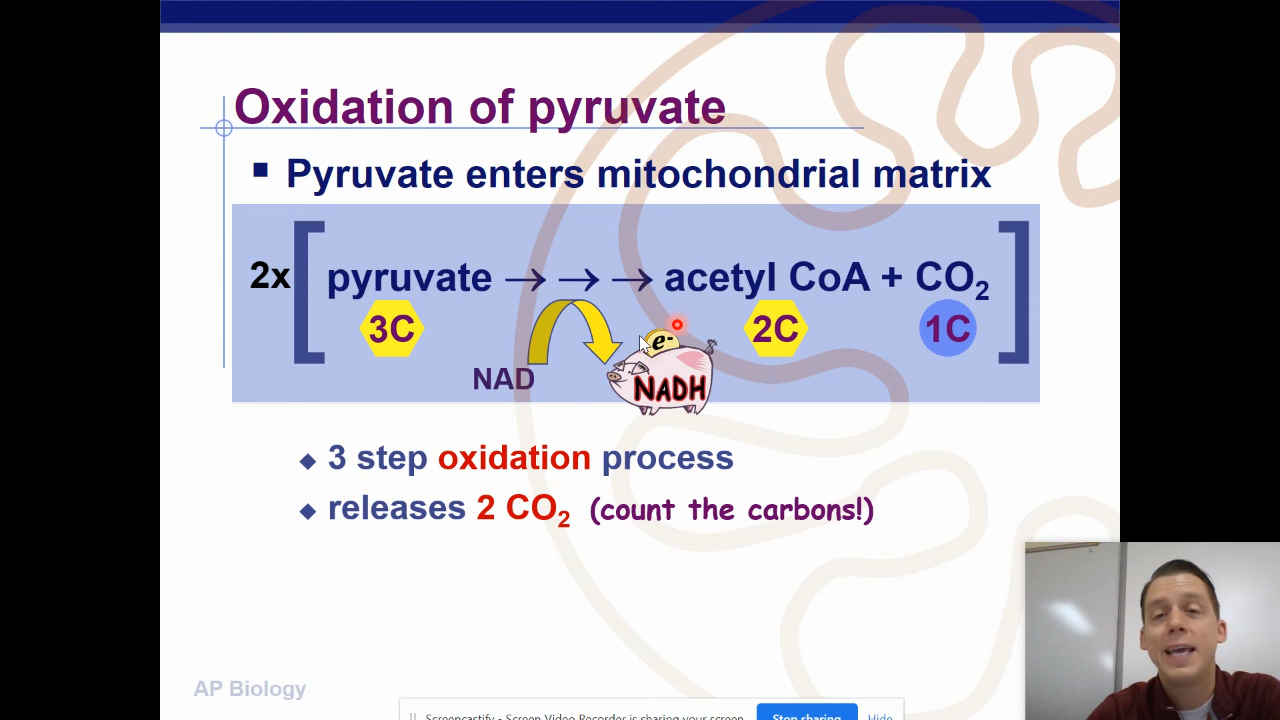 Oxidation of pyruvate
Pyruvate enters mitochondrial matrix
2x [ pyruvate → → → acetyl CoA + CO₂ ]
3C 2C 1C
e-
NAD NADH
3 step oxidation process
releases 2 CO₂ (count the carbons!)
AP Biology
Screencastify - Screen Video Recorder is sharing your screen. Stop sharing Hide